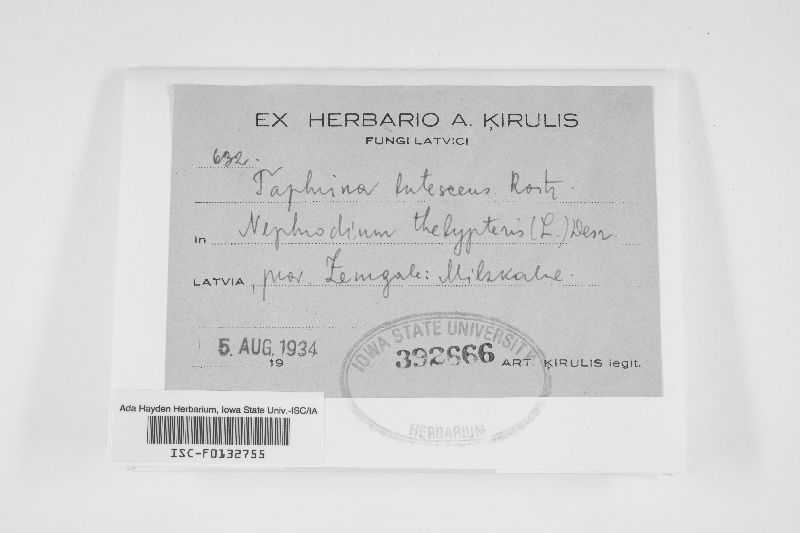 EX HERBARIO A. ĶIRULIS
FUNGI LATVICI
632.
Taphrina lutescens Rostr.
in Nephrodium thelypteris (L.) Desv.
LATVIA, prov. Zemgale: Milzkalne.
5. AUG. 1934
19
392666
ART. ĶIRULIS legit.
IOWA STATE UNIVERSITY
HERBARIUM
Ada Hayden Herbarium, Iowa State Univ.-ISC/IA
ISC-F0132755